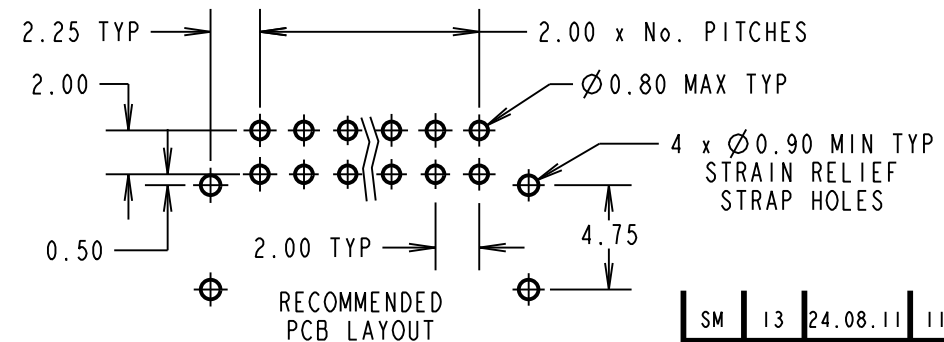 2.25 TYP
2.00 x No. PITCHES
2.00
Ø0.80 MAX TYP
4 x Ø0.90 MIN TYP
STRAIN RELIEF
STRAP HOLES
0.50
2.00 TYP
4.75
RECOMMENDED
PCB LAYOUT
SM 13 24.08.11 11